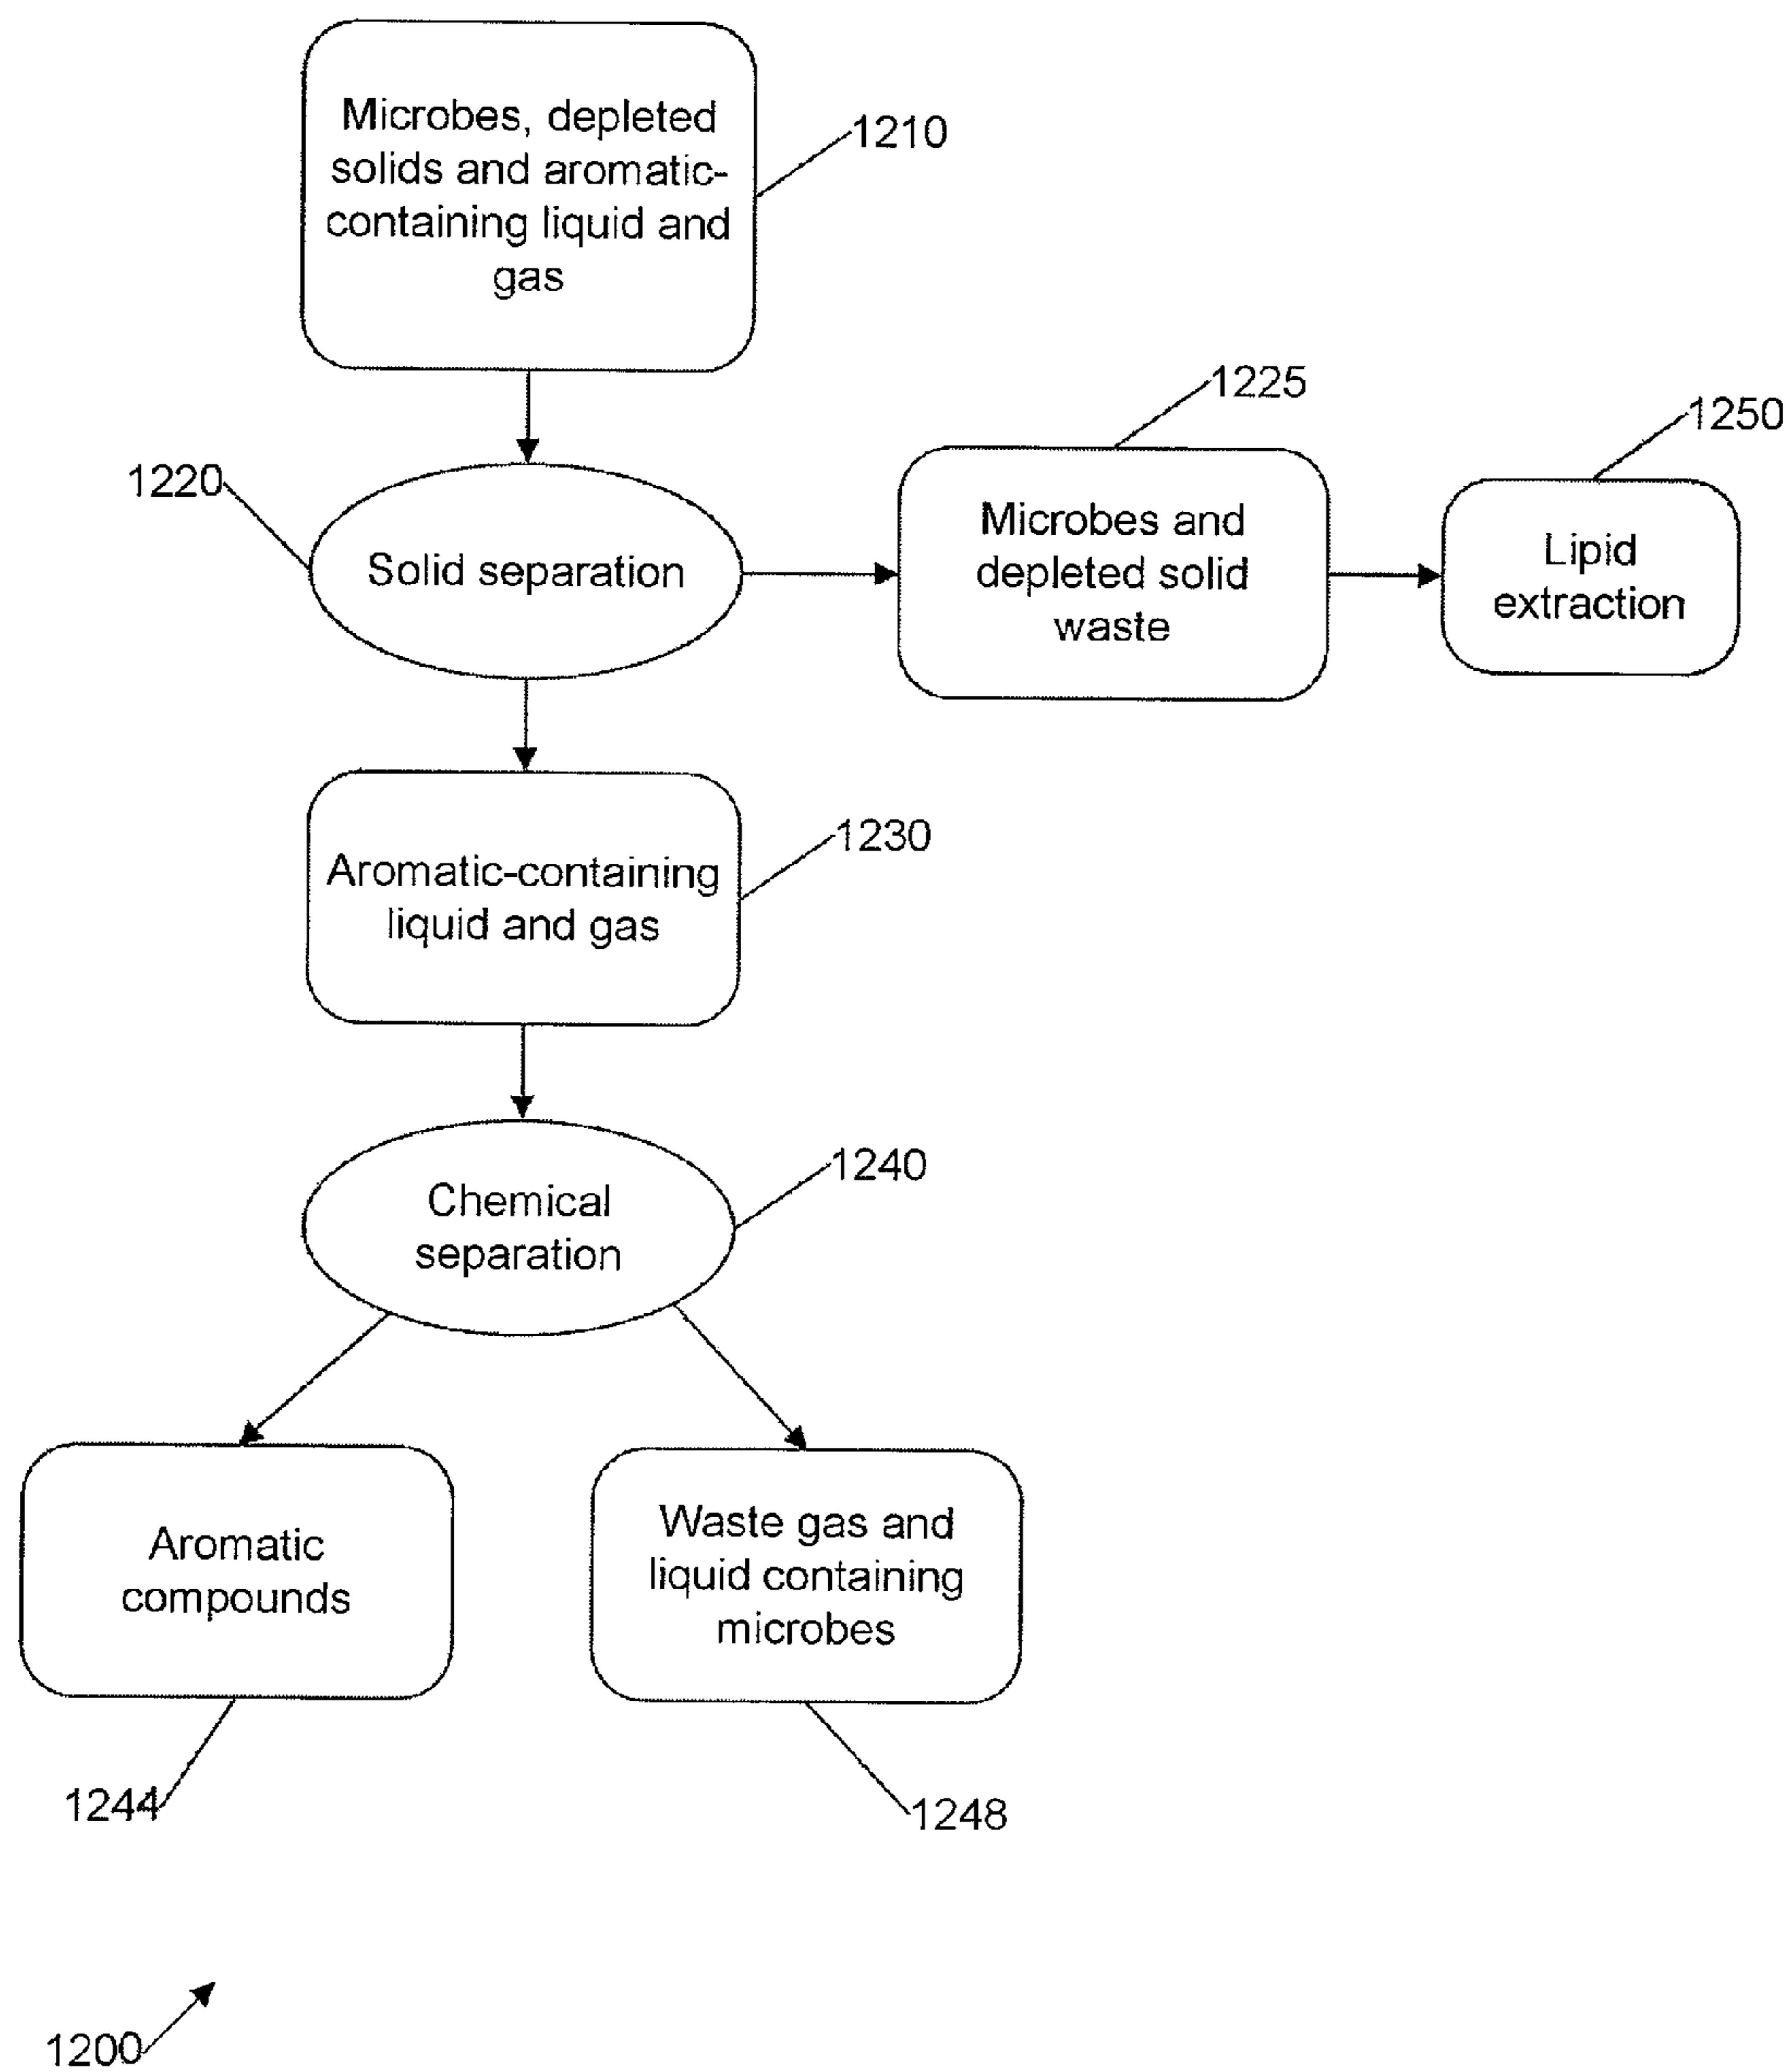 Microbes, depleted
solids and aromatic-
containing liquid and
gas
1210
1225
1250
1220
Solid separation
Microbes and
depleted solid
waste
Lipid
extraction
1230
Aromatic-containing
liquid and gas
1240
Chemical
separation
Aromatic
compounds
Waste gas and
liquid containing
microbes
1244
1248
1200